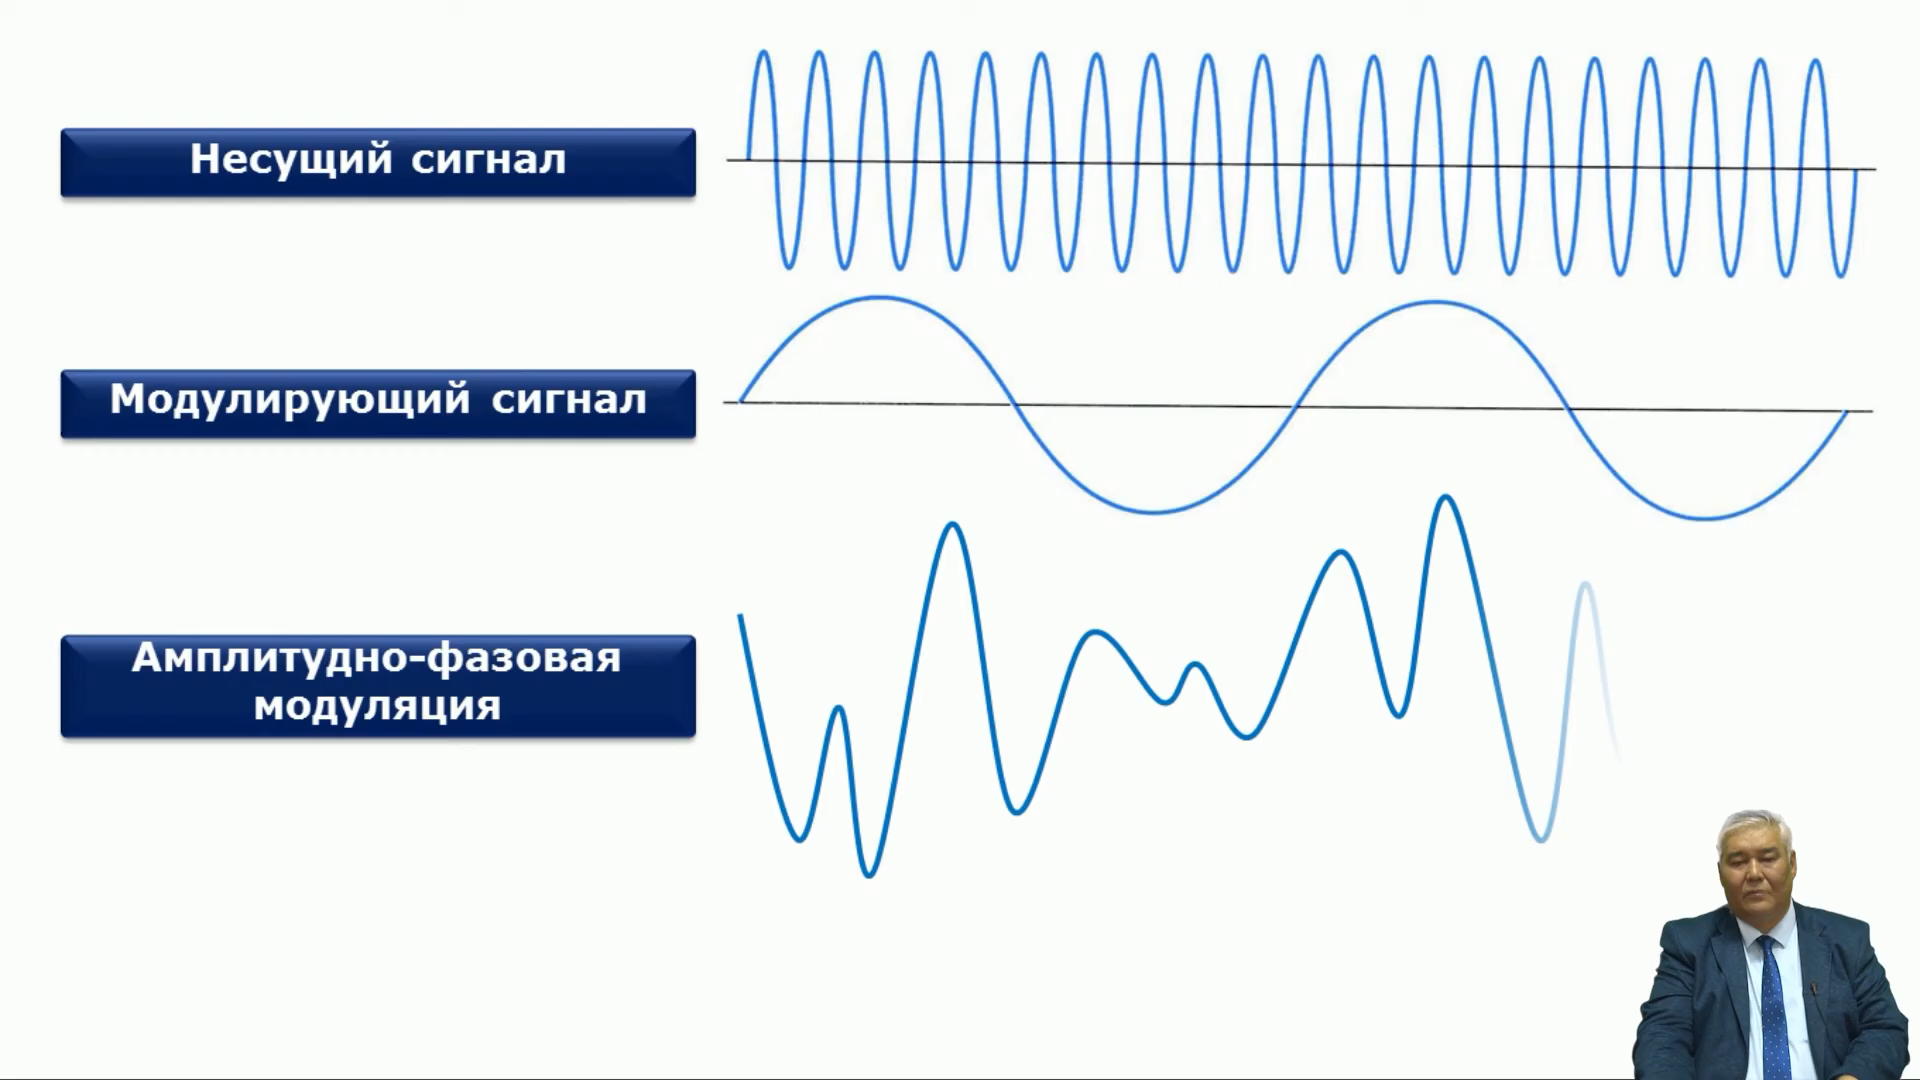 Несущий сигнал
Модулирующий сигнал
Амплитудно-фазовая
модуляция